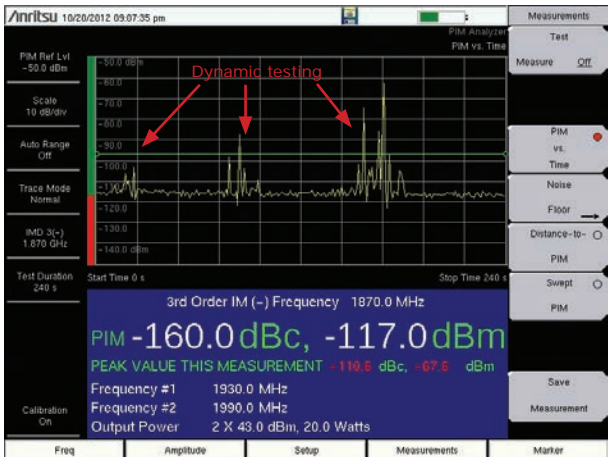 Anritsu 10/20/2012 09:07:35 pm
Measurements
PIM Analyzer
PIM vs. Time
Test
Measure Off
PIM Ref Lvl
-50.0 dBm
Scale
10 dB/div
Auto Range
Off
Trace Mode
Normal
IMD 3(-)
1.870 GHz
Test Duration
240 s
Calibration
On
-50.0 dBm
-60.0
-70.0
-80.0
-90.0
-100.0
-110.0
-120.0
-130.0
-140.0 dBm
Dynamic testing
Start Time 0 s
Stop Time 240 s
3rd Order IM (-) Frequency 1870.0 MHz
PIM -160.0 dBc, -117.0 dBm
PEAK VALUE THIS MEASUREMENT -110.6 dBc, -67.6 dBm
Frequency #1 1930.0 MHz
Frequency #2 1990.0 MHz
Output Power 2 X 43.0 dBm, 20.0 Watts
PIM
vs.
Time
Noise
Floor
Distance-to-
PIM
Swept
PIM
Save
Measurement
Freq
Amplitude
Setup
Measurements
Marker